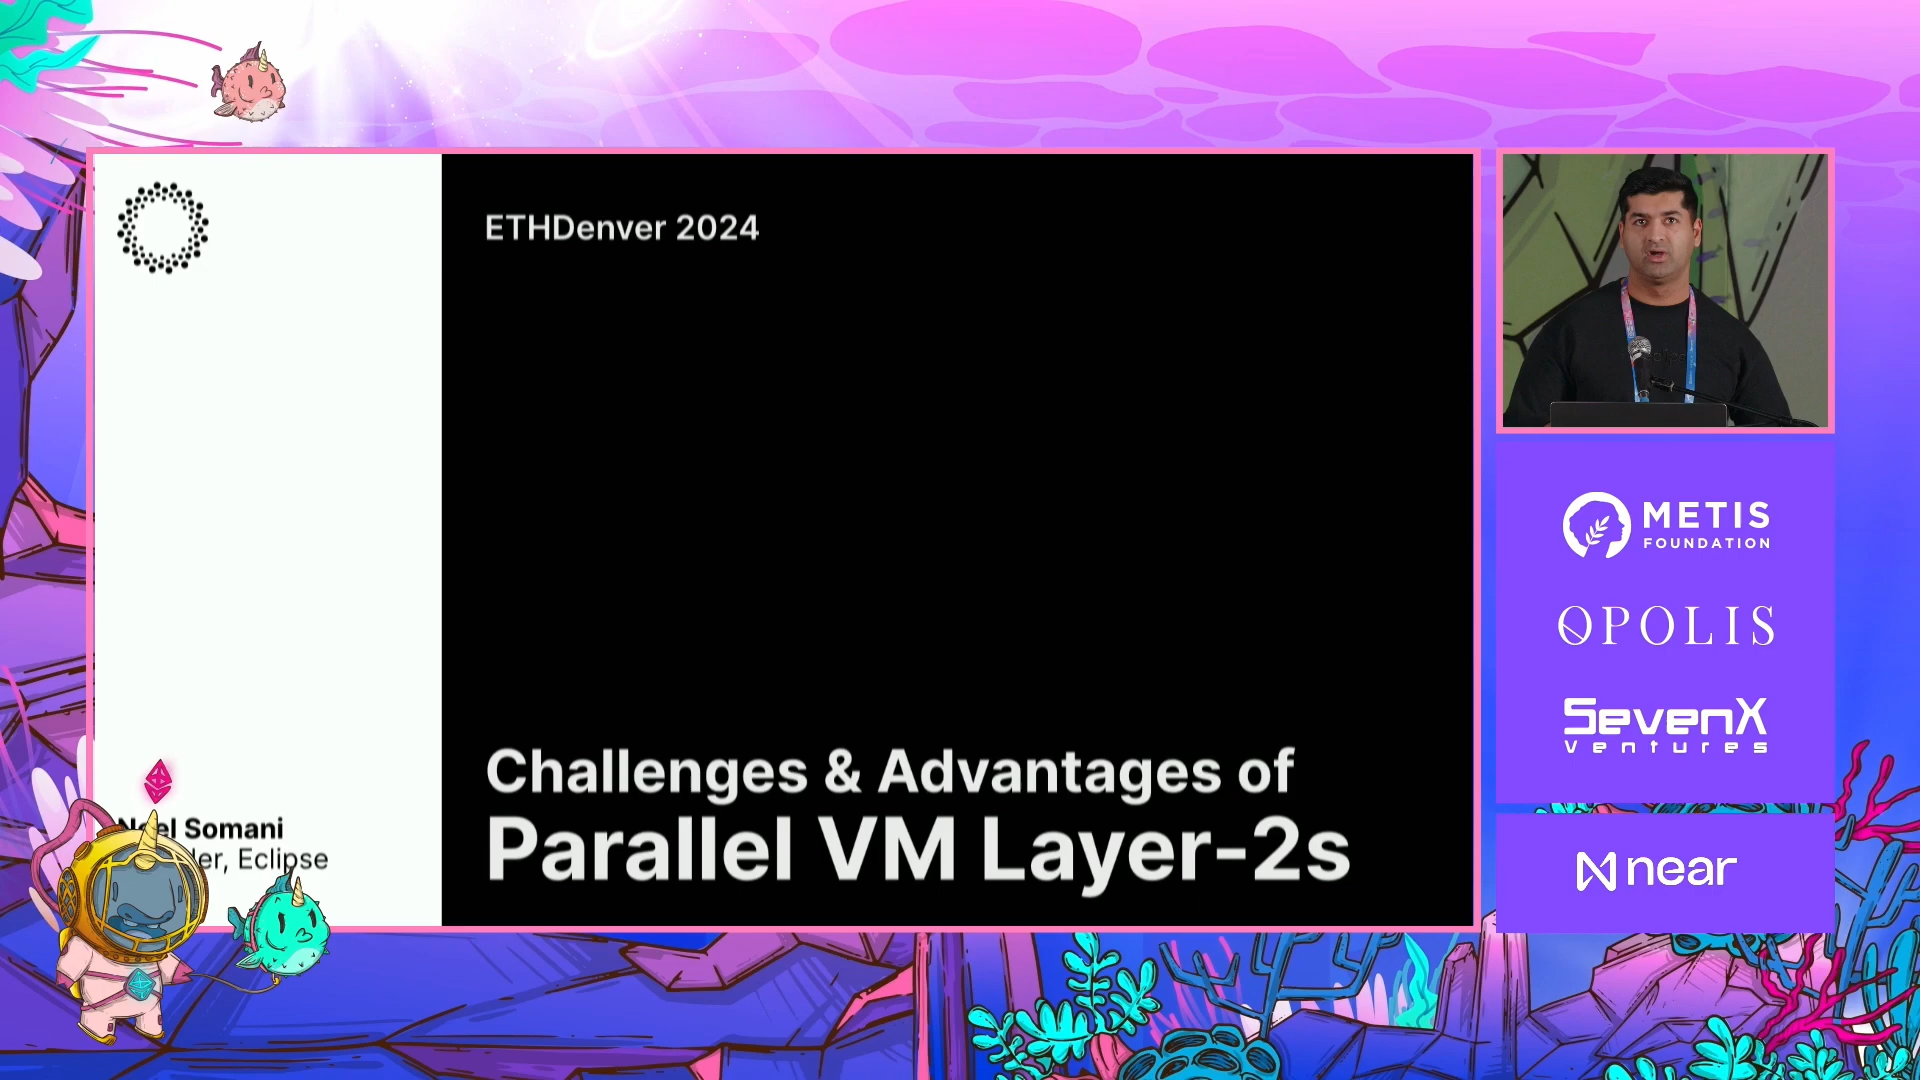 ETHDenver 2024
Challenges & Advantages of
Parallel VM Layer-2s
Somani
Eclipse
METIS
FOUNDATION
OPOLIS
SevenX
Ventures
near